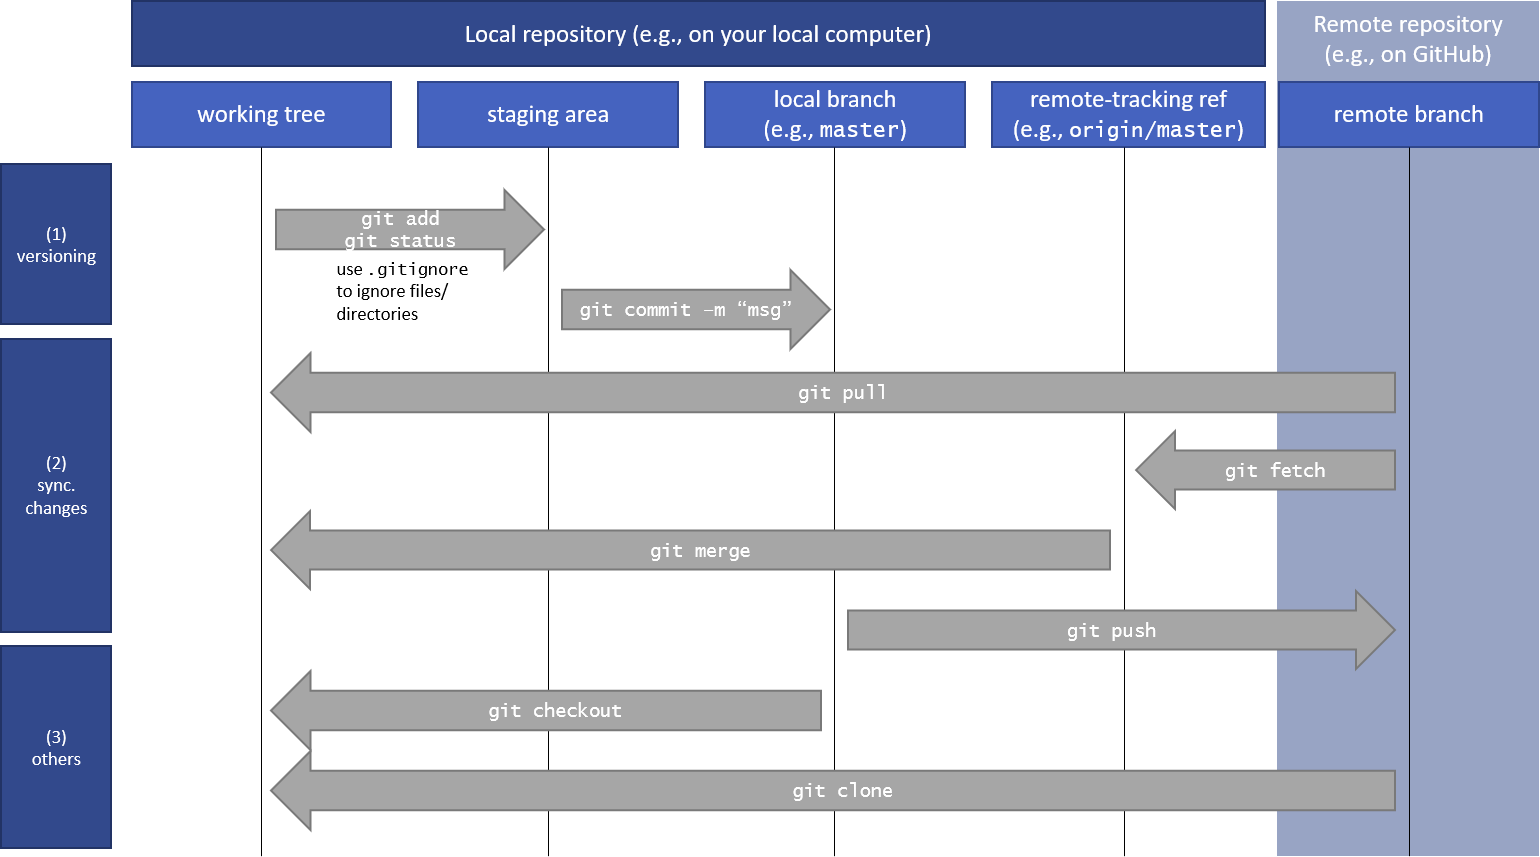 Local repository (e.g., on your local computer)
Remote repository
(e.g., on GitHub)
working tree
staging area
local branch
(e.g., master)
remote-tracking ref
(e.g., origin/master)
remote branch
(1)
versioning
git add
git status
use .gitignore
to ignore files/
directories
git commit –m “msg”
(2)
sync.
changes
git pull
git fetch
git merge
git push
(3)
others
git checkout
git clone